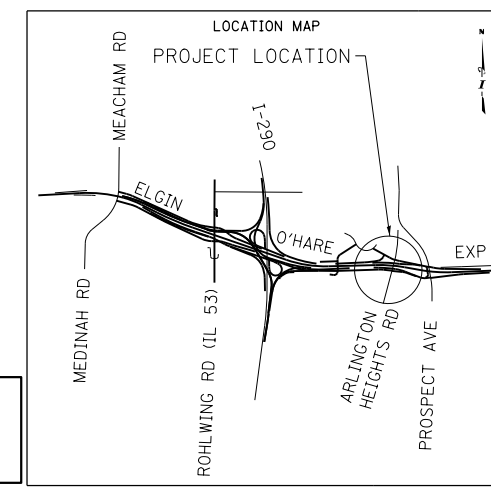 LOCATION MAP
PROJECT LOCATION
N
MEACHAM RD
I-290
ELGIN
O'HARE
EXP
MEDINAH RD
ROHLWING RD (IL 53)
ARLINGTON
HEIGHTS RD
PROSPECT AVE